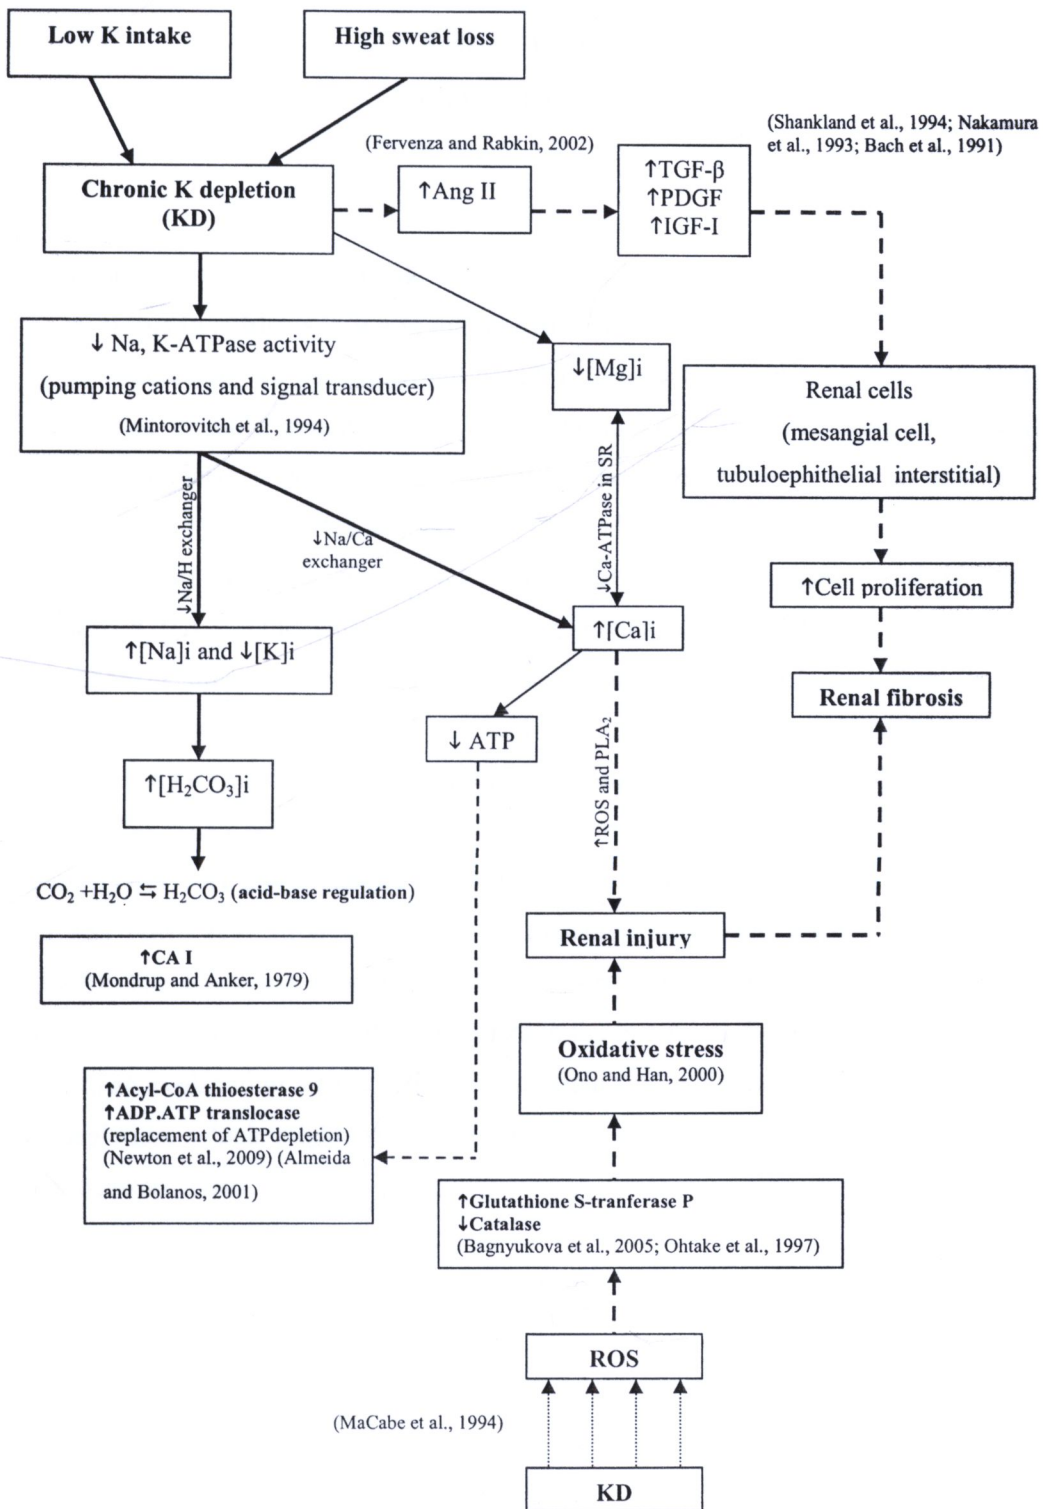 Low K intake
High sweat loss
(Fervenza and Rabkin, 2002)
(Shankland et al., 1994; Nakamura
et al., 1993; Bach et al., 1991)
Chronic K depletion
(KD)
↑Ang II
↑TGF-β
↑PDGF
↑IGF-I
↓ Na, K-ATPase activity
(pumping cations and signal transducer)
(Mintorovitch et al., 1994)
↓[Mg]i
Renal cells
(mesangial cell,
tubuloephithelial interstitial)
↓Na/H exchanger
↓Na/Ca
exchanger
↓Ca-ATPase in SR
↑Cell proliferation
↑[Na]i and ↓[K]i
↑[Ca]i
Renal fibrosis
↓ ATP
↑ROS and PLA₂
↑[H₂CO₃]i
CO₂ +H₂O ⇆ H₂CO₃ (acid-base regulation)
↑CA I
(Mondrup and Anker, 1979)
Renal injury
Oxidative stress
(Ono and Han, 2000)
↑Acyl-CoA thioesterase 9
↑ADP.ATP translocase
(replacement of ATPdepletion)
(Newton et al., 2009) (Almeida
and Bolanos, 2001)
↑Glutathione S-tranferase P
↓Catalase
(Bagnyukova et al., 2005; Ohtake et al., 1997)
ROS
(MaCabe et al., 1994)
KD